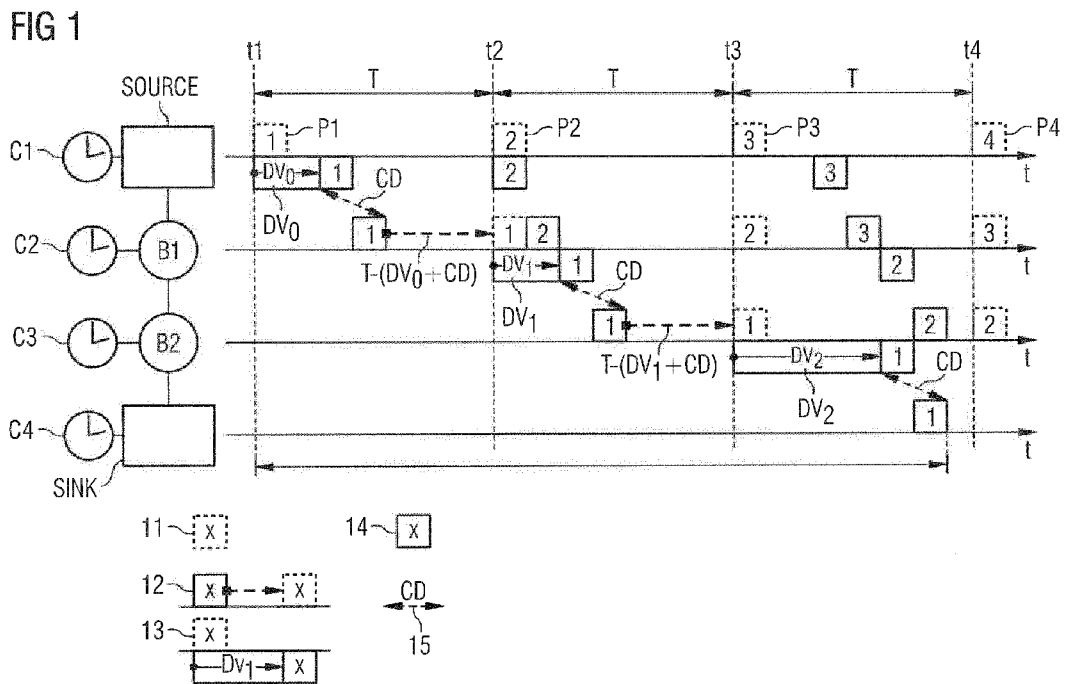 FIG 1
t1 t2 t3 t4
T T T
SOURCE
C1 1 P1 2 P2 3 P3 4 P4
DV₀ 1 CD 2 3 t
DV₀
C2 B1 1 1 2 2 3 3
T-(DV₀+CD) DV₁ 1 CD 2 t
DV₁
C3 B2 1 1 2 2
T-(DV₁+CD) DV₂ 1 CD t
DV₂
C4 1
SINK t
11 X 14 X
12 X X CD
15
13 X
Dv₁ X